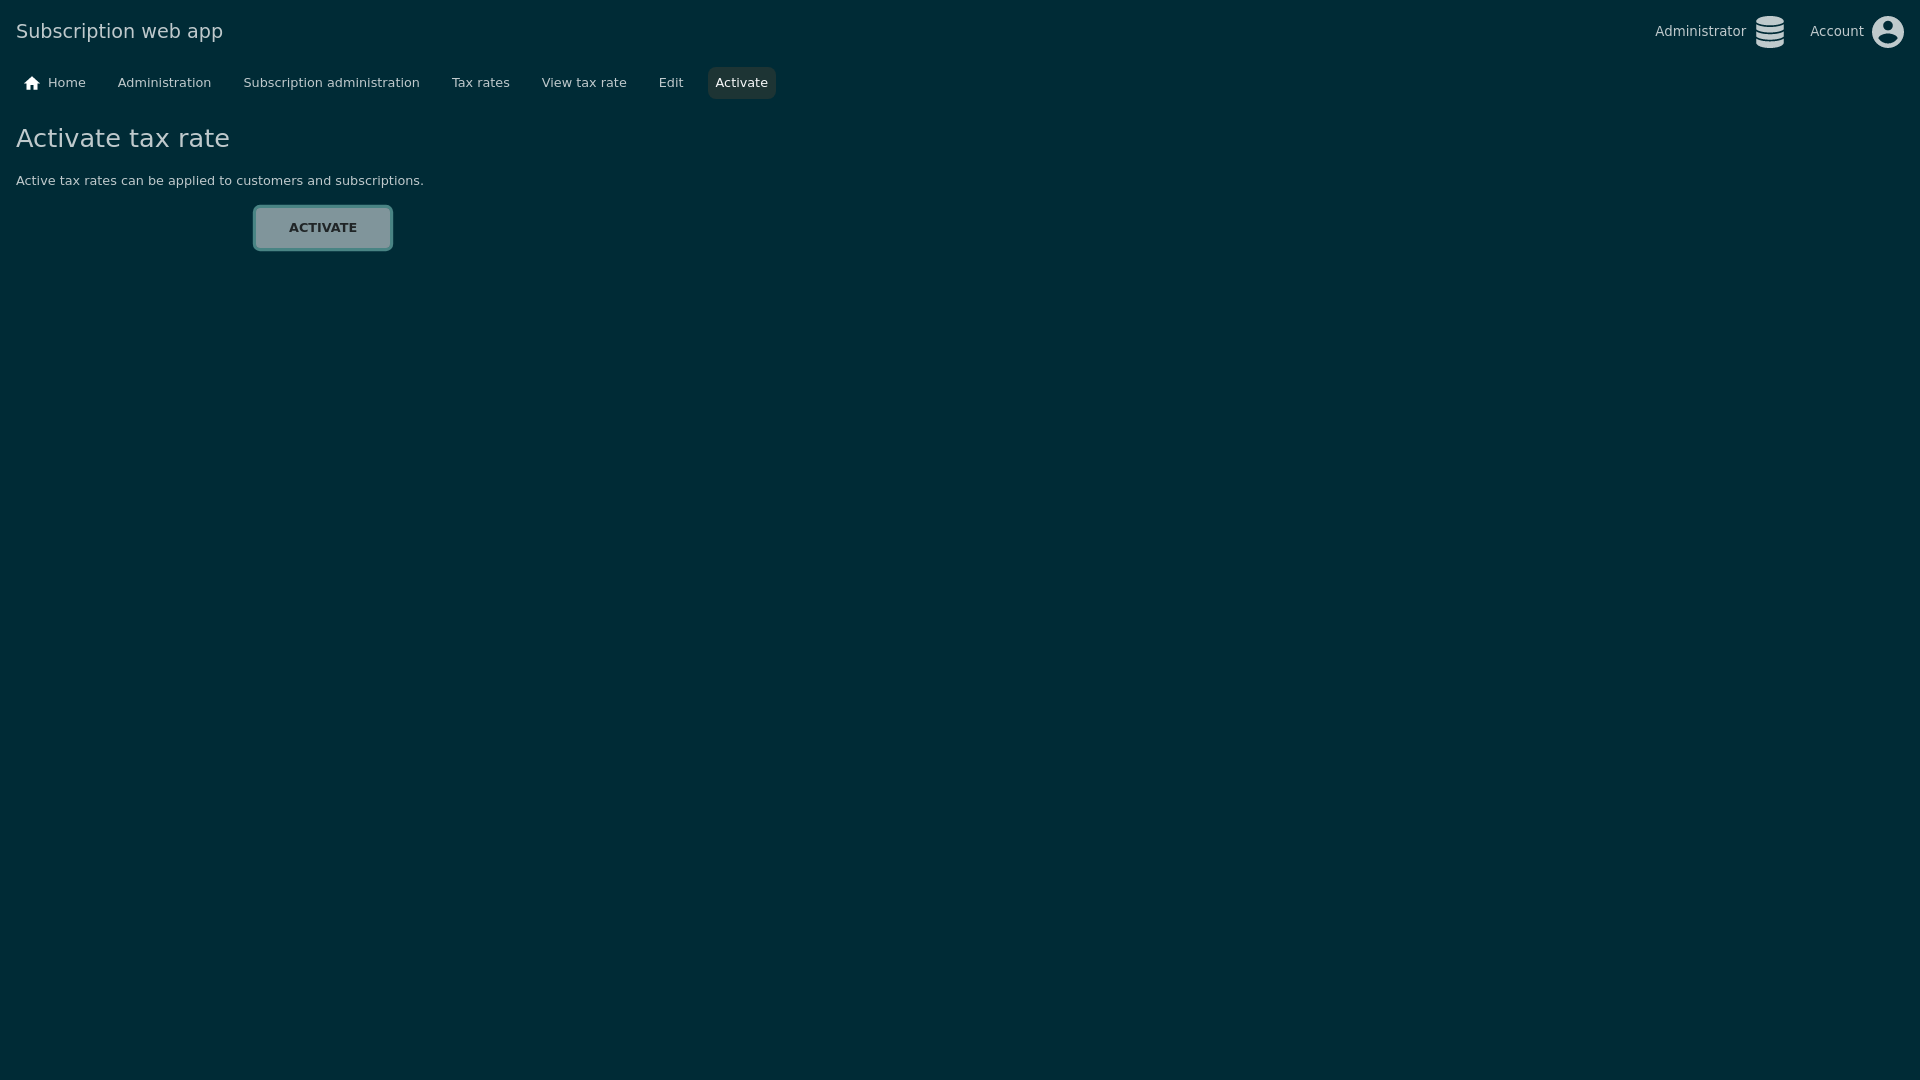 Subscription web app
Administrator
Account
Home
Administration
Subscription administration
Tax rates
View tax rate
Edit
Activate
Activate tax rate
Active tax rates can be applied to customers and subscriptions.
ACTIVATE